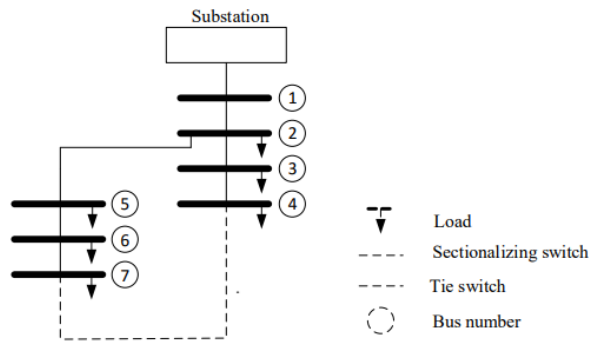 Substation
1
2
3
4
5
6
7
Load
Sectionalizing switch
Tie switch
Bus number